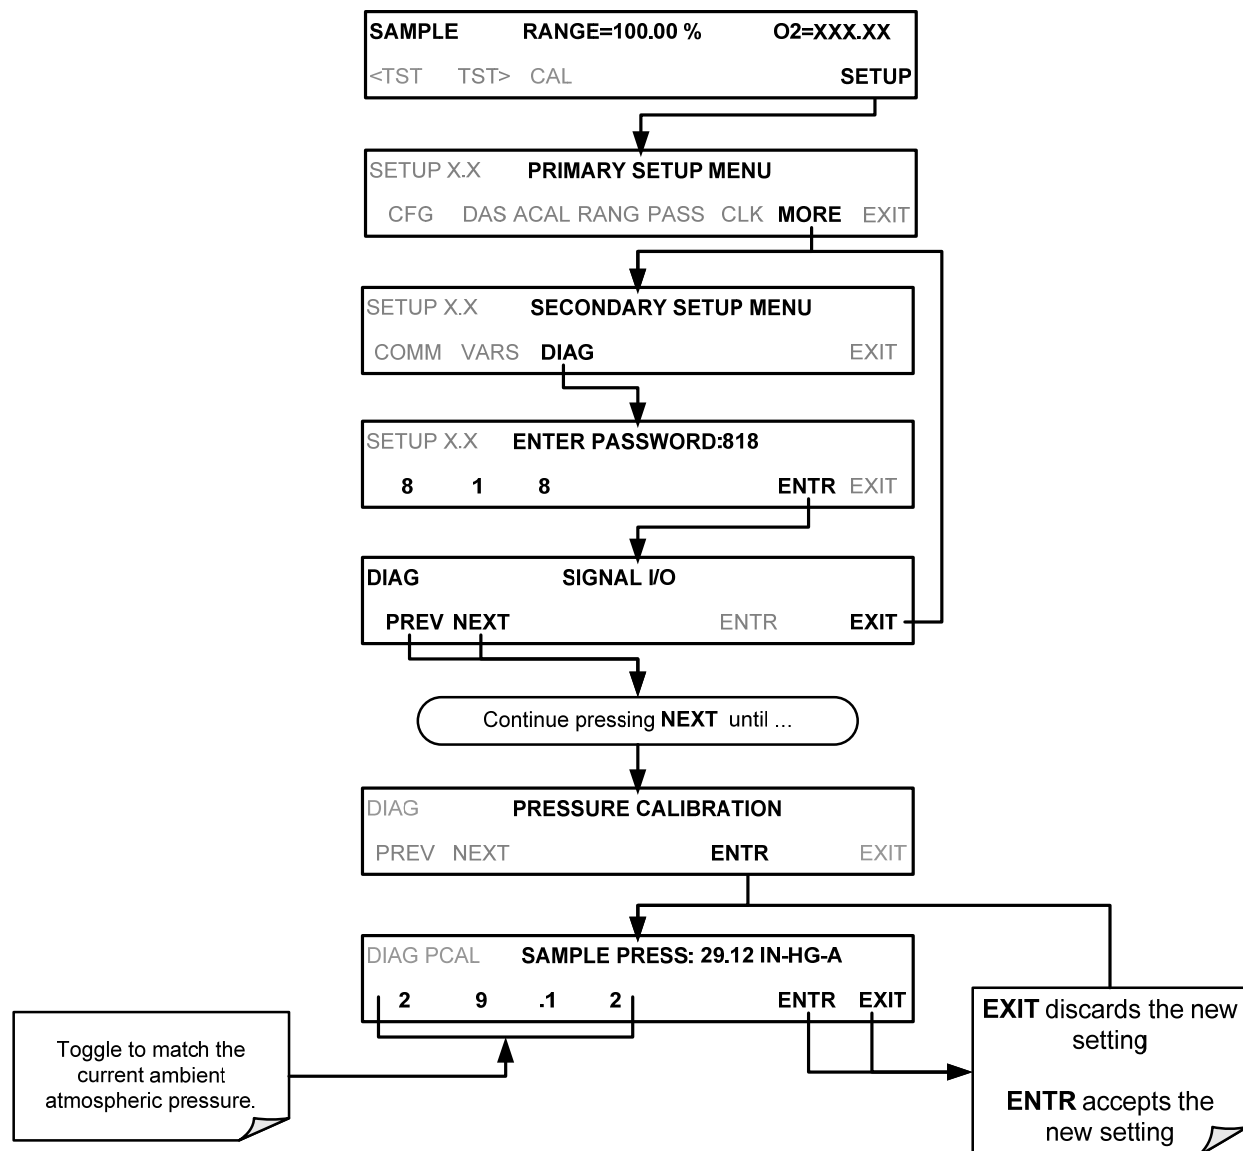 SAMPLE RANGE=100.00 % O2=XXX.XX
<TST TST> CAL SETUP
SETUP X.X PRIMARY SETUP MENU
CFG DAS ACAL RANG PASS CLK MORE EXIT
SETUP X.X SECONDARY SETUP MENU
COMM VARS DIAG EXIT
SETUP X.X ENTER PASSWORD:818
8 1 8 ENTR EXIT
DIAG SIGNAL I/O
PREV NEXT ENTR EXIT
Continue pressing NEXT until ...
DIAG PRESSURE CALIBRATION
PREV NEXT ENTR EXIT
DIAG PCAL SAMPLE PRESS: 29.12 IN-HG-A
2 9 .1 2 ENTR EXIT
Toggle to match the
current ambient
atmospheric pressure.
EXIT discards the new
setting
ENTR accepts the
new setting